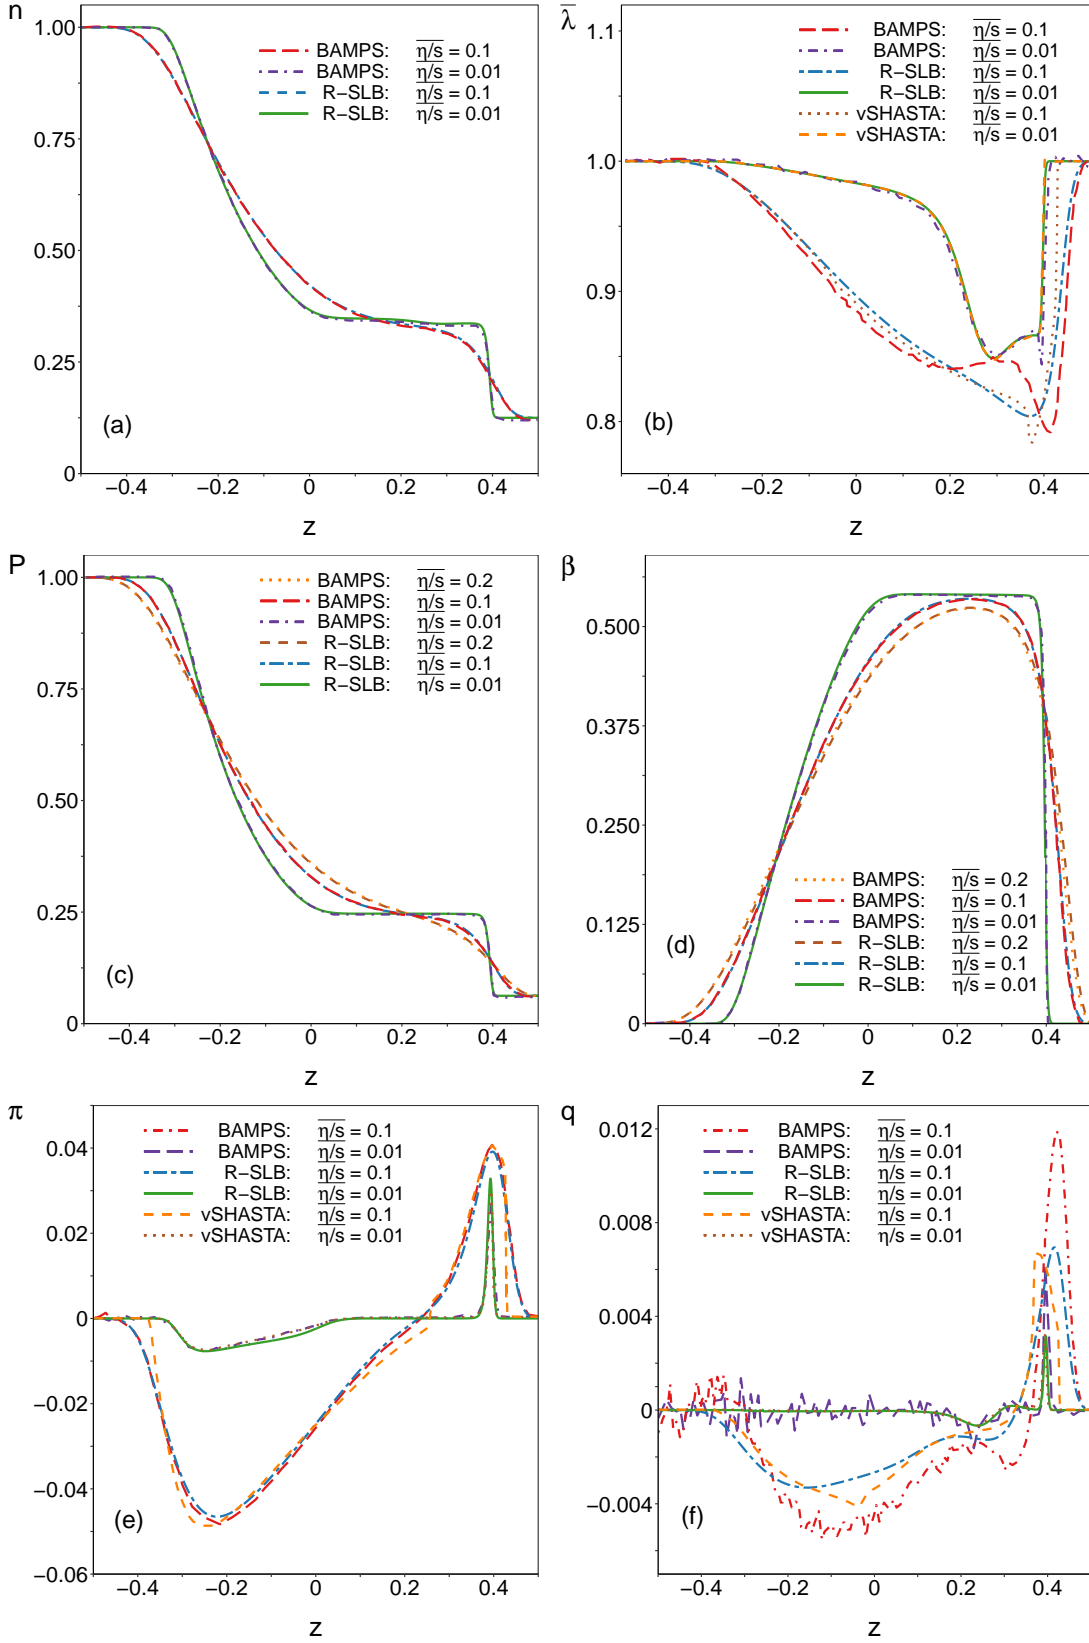 n
1.00
0.75
0.50
0.25
0
BAMPS: η/s = 0.1
BAMPS: η/s = 0.01
R−SLB: η/s = 0.1
R−SLB: η/s = 0.01
(a)
−0.4 −0.2 0 0.2 0.4
z
λ
1.1
1.0
0.9
0.8
BAMPS: η/s = 0.1
BAMPS: η/s = 0.01
R−SLB: η/s = 0.1
R−SLB: η/s = 0.01
vSHASTA: η/s = 0.1
vSHASTA: η/s = 0.01
(b)
−0.4 −0.2 0 0.2 0.4
z
P
1.00
0.75
0.50
0.25
0
BAMPS: η/s = 0.2
BAMPS: η/s = 0.1
BAMPS: η/s = 0.01
R−SLB: η/s = 0.2
R−SLB: η/s = 0.1
R−SLB: η/s = 0.01
(c)
−0.4 −0.2 0 0.2 0.4
z
β
0.500
0.375
0.250
0.125
0
BAMPS: η/s = 0.2
BAMPS: η/s = 0.1
BAMPS: η/s = 0.01
R−SLB: η/s = 0.2
R−SLB: η/s = 0.1
R−SLB: η/s = 0.01
(d)
−0.4 −0.2 0 0.2 0.4
z
π
0.04
0.02
0
−0.02
−0.04
−0.06
BAMPS: η/s = 0.1
BAMPS: η/s = 0.01
R−SLB: η/s = 0.1
R−SLB: η/s = 0.01
vSHASTA: η/s = 0.1
vSHASTA: η/s = 0.01
(e)
−0.4 −0.2 0 0.2 0.4
z
q
0.012
0.008
0.004
0
−0.004
BAMPS: η/s = 0.1
BAMPS: η/s = 0.01
R−SLB: η/s = 0.1
R−SLB: η/s = 0.01
vSHASTA: η/s = 0.1
vSHASTA: η/s = 0.01
(f)
−0.4 −0.2 0 0.2 0.4
z